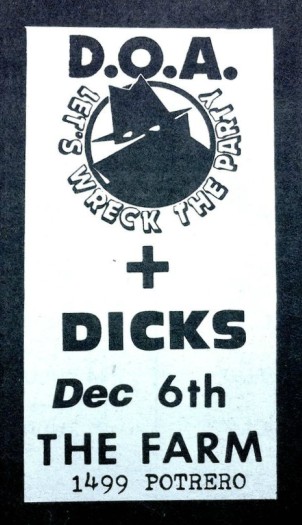 D.O.A.
LET'S WRECK THE PARTY
+
DICKS
Dec 6th
THE FARM
1499 POTRERO